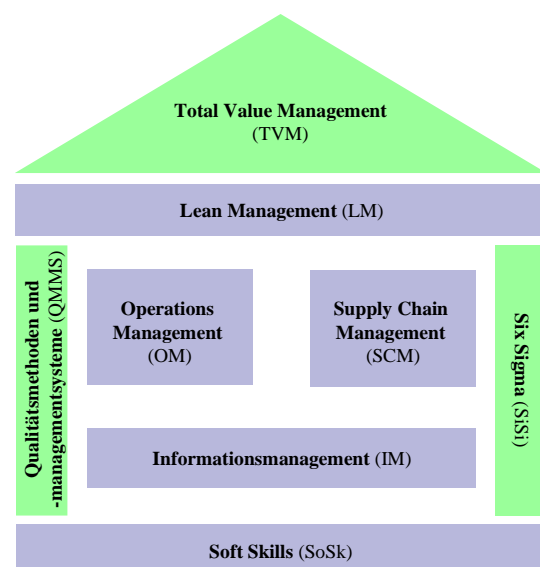 Total Value Management
(TVM)
Lean Management (LM)
Qualitätsmethoden und
-managementsysteme (QMMS)
Operations
Management
(OM)
Supply Chain
Management
(SCM)
Six Sigma (SiSi)
Informationsmanagement (IM)
Soft Skills (SoSk)